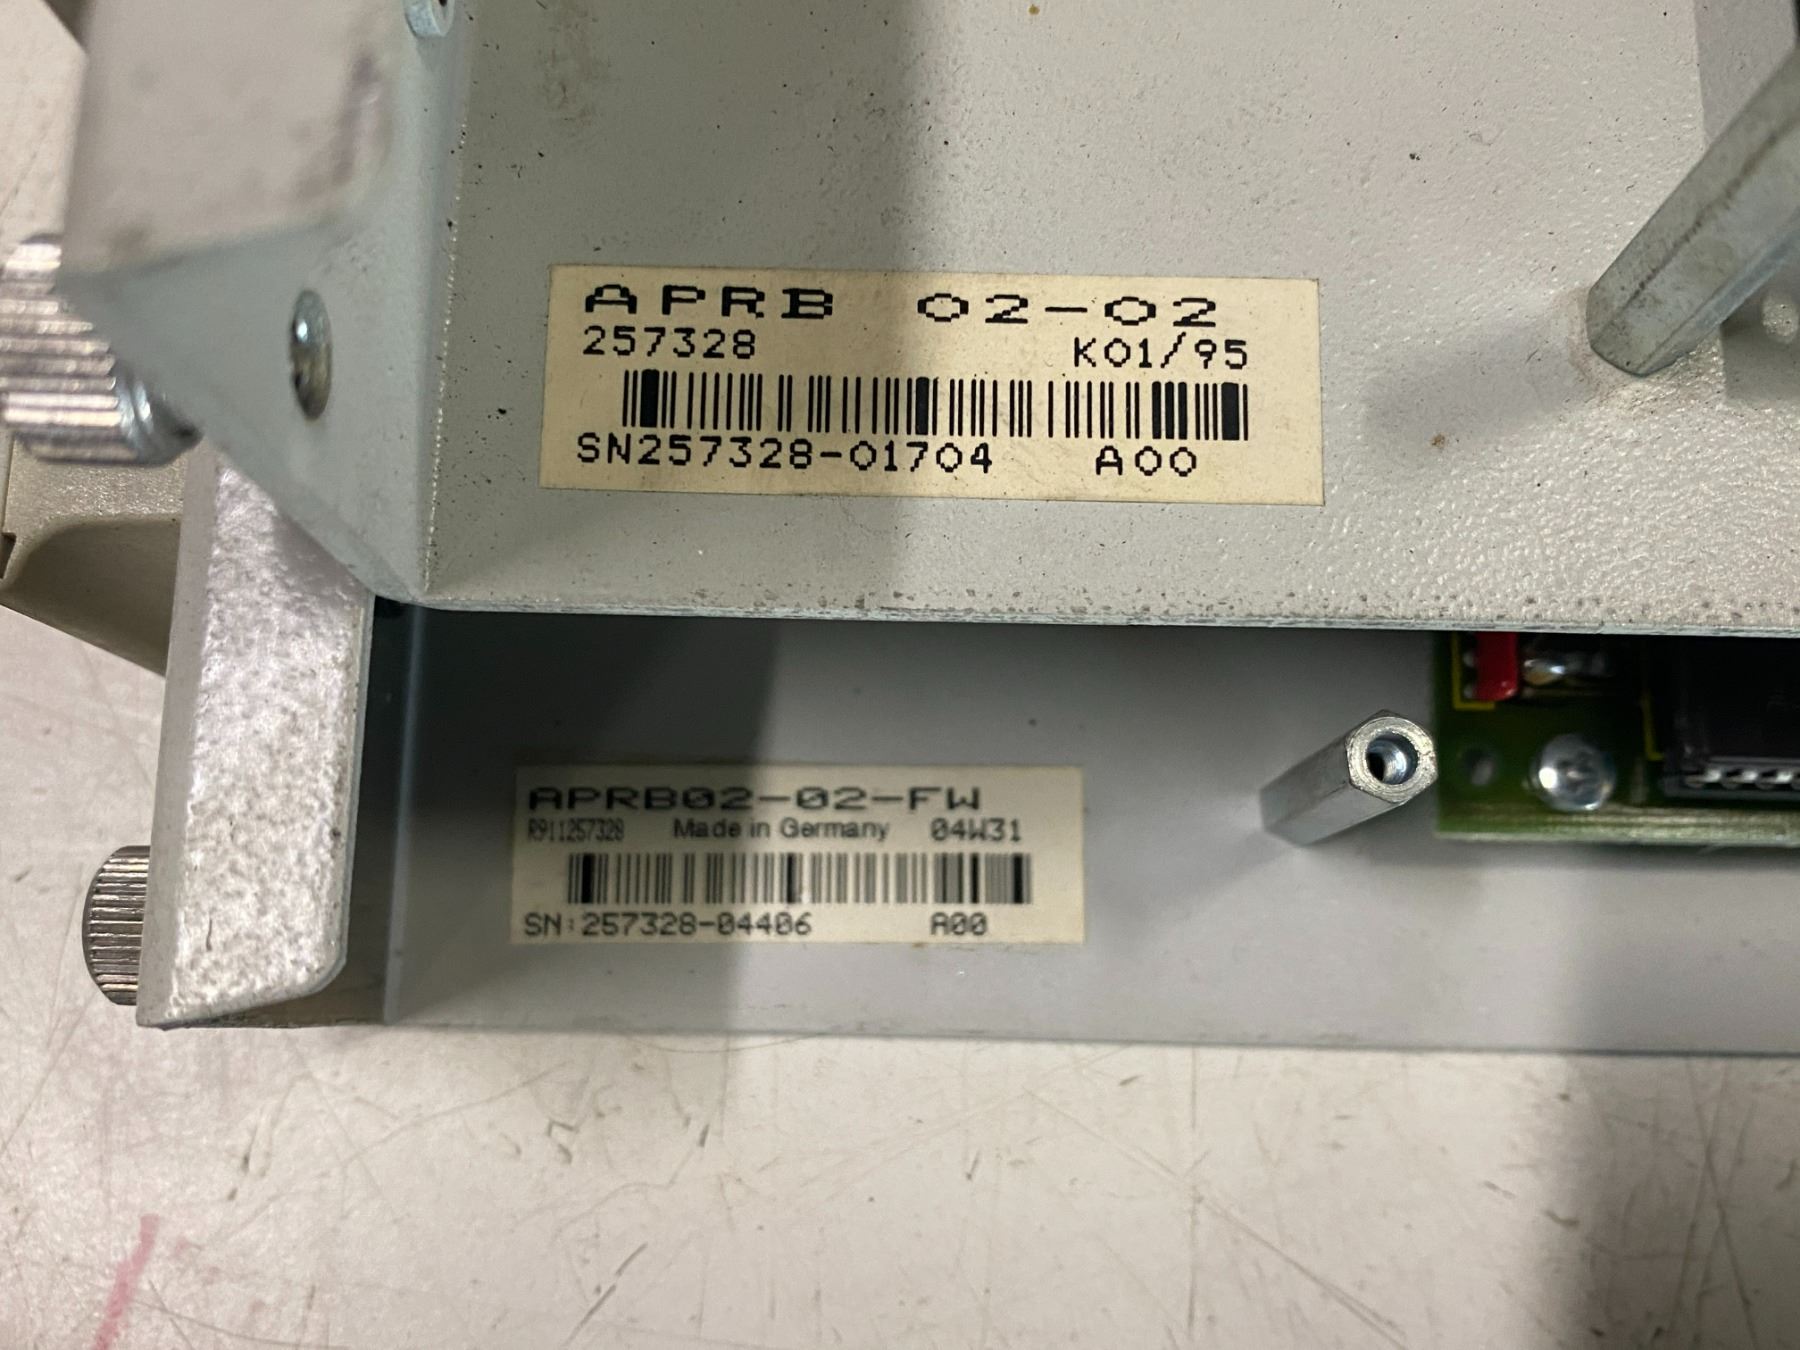 APRB 02-02
257328 K01/95
SN257328-01704 A00
APRB02-02-FW
R911257328 Made in Germany 04W31
SN:257328-04406 A00